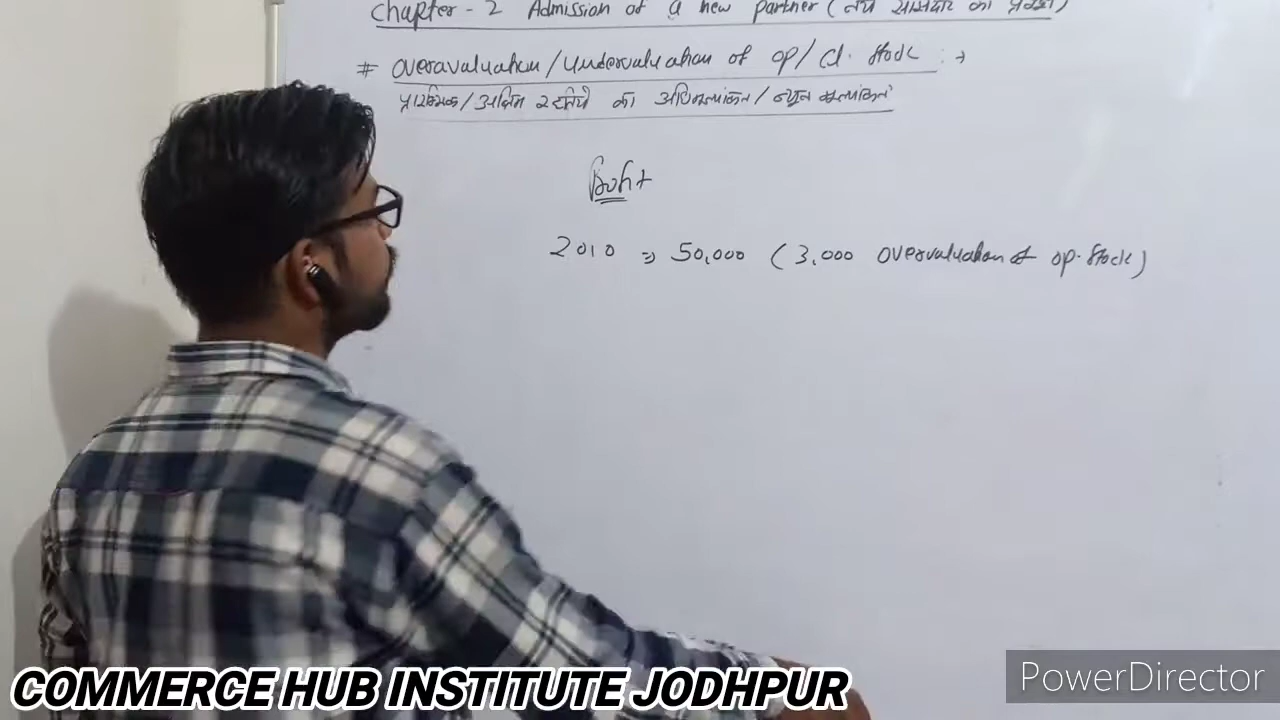 Chapter - 2 Admission of a new partner (नये साझेदार का प्रवेश)
# overavaluation/undervaluation of op/cl. stock : →
प्रारम्भिक/अन्तिम रहतिये का अधिमूल्यांकन/न्यून मूल्यांकन
Profit
2010 ⇒ 50,000 (3,000 overvaluation of op. stock)
COMMERCE HUB INSTITUTE JODHPUR
PowerDirector